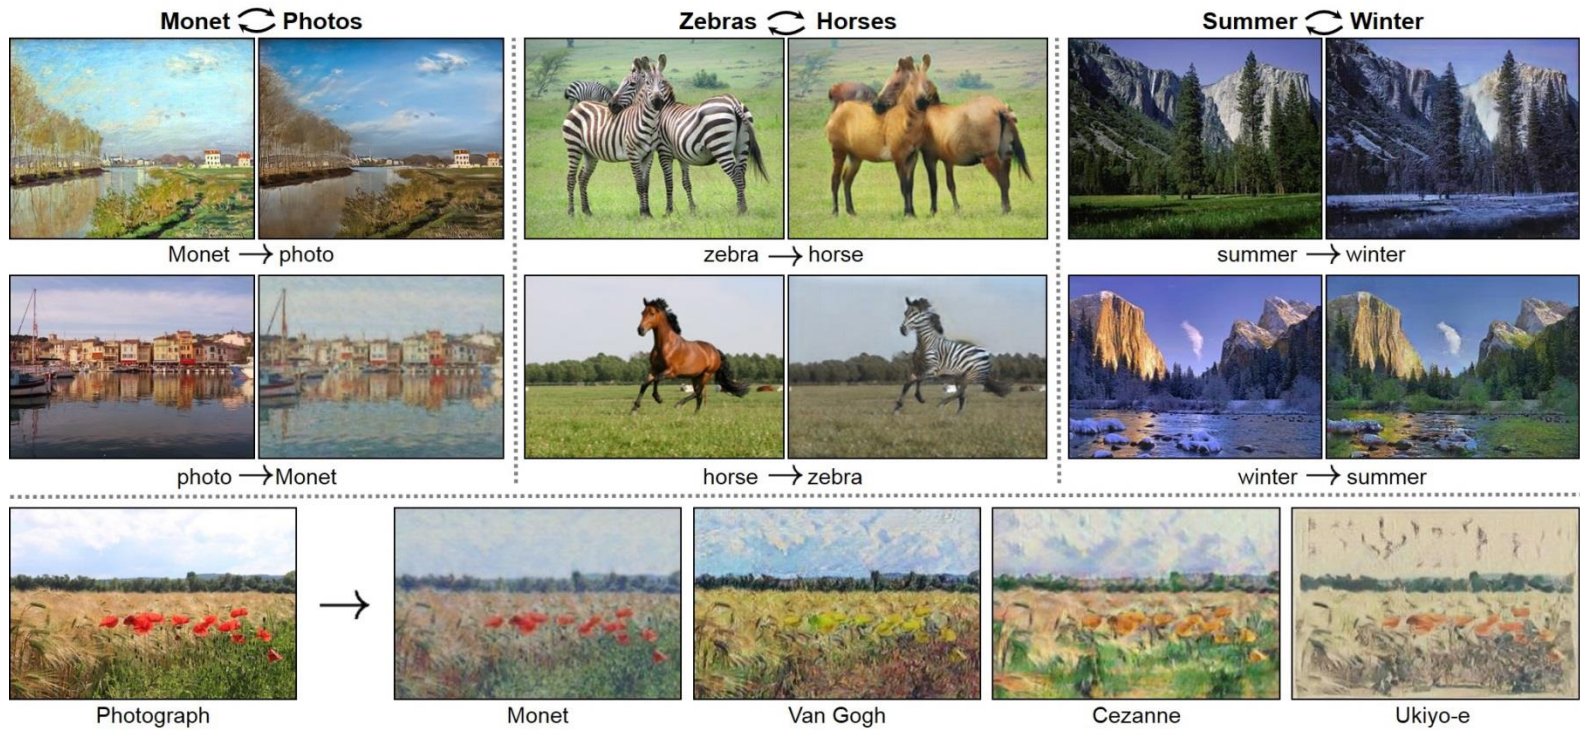 Monet ⇄ Photos
Zebras ⇄ Horses
Summer ⇄ Winter
Monet → photo
zebra → horse
summer → winter
photo → Monet
horse → zebra
winter → summer
Photograph
Monet
Van Gogh
Cezanne
Ukiyo-e